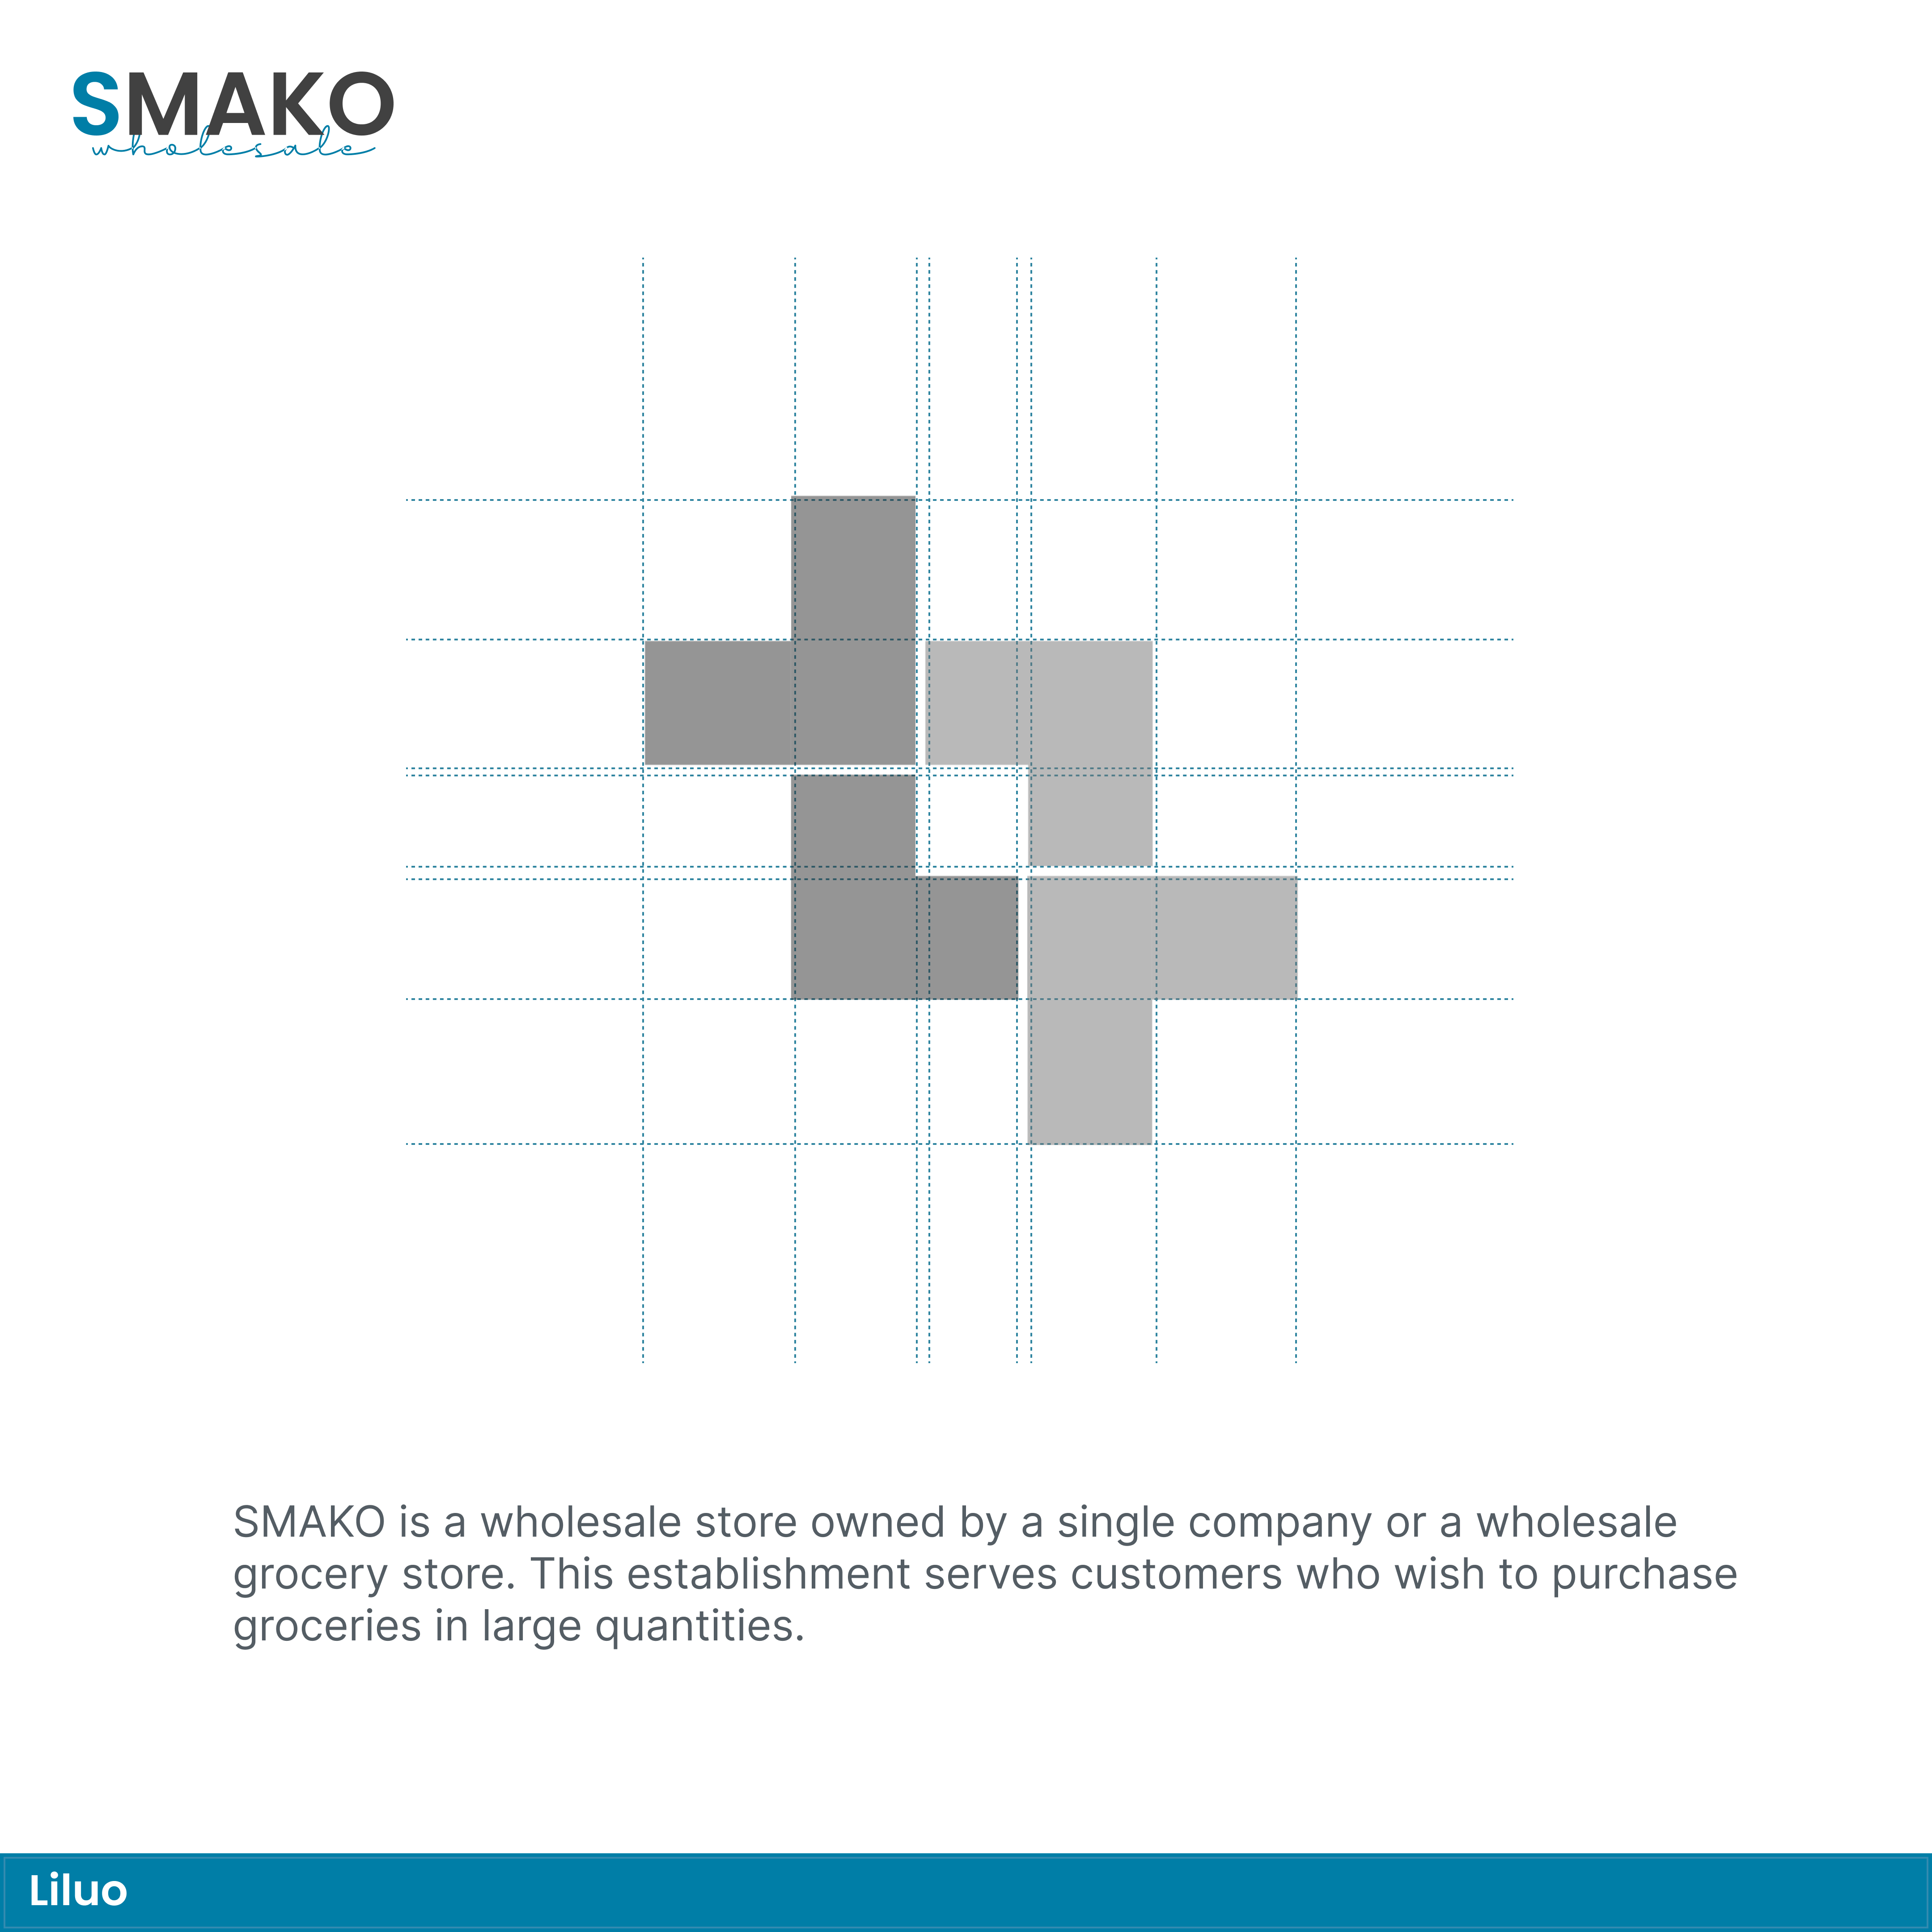 SMAKO
wholesale
SMAKO is a wholesale store owned by a single company or a wholesale
grocery store. This establishment serves customers who wish to purchase
groceries in large quantities.
Liluo